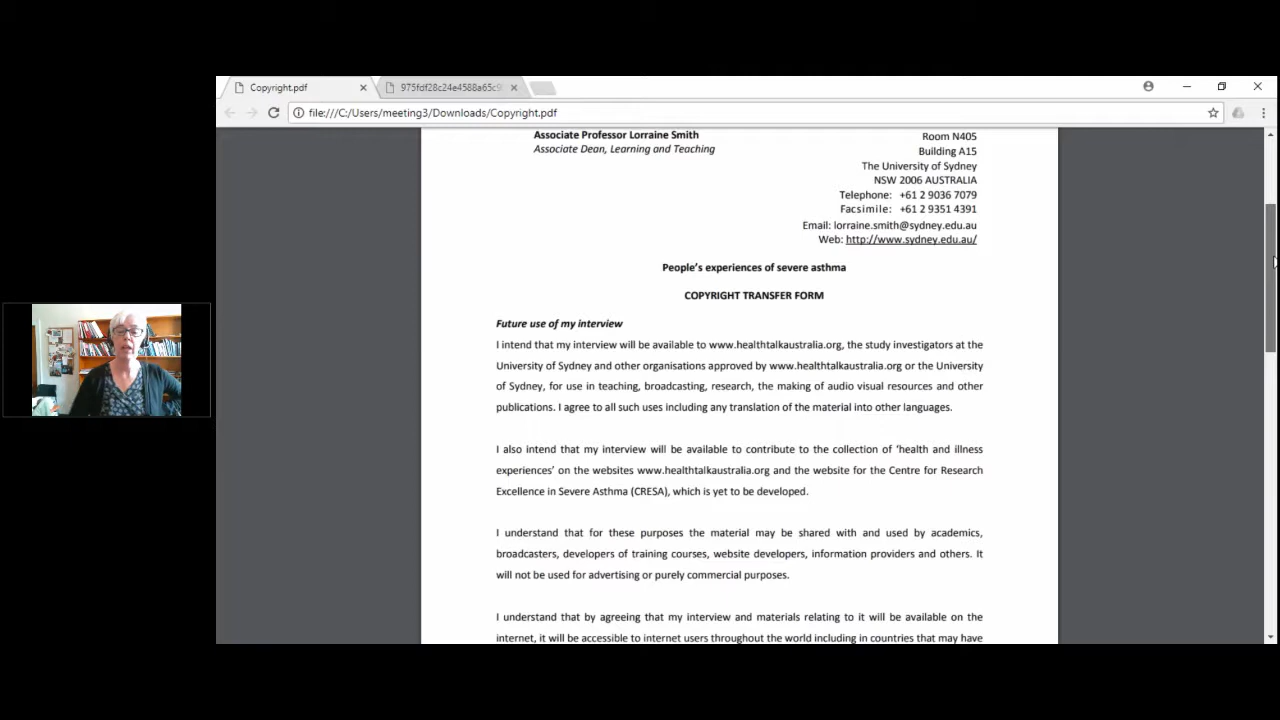 Copyright.pdf
975fdf28c24e4588a65c9
file:///C:/Users/meeting3/Downloads/Copyright.pdf
Associate Professor Lorraine Smith
Associate Dean, Learning and Teaching
Room N405
Building A15
The University of Sydney
NSW 2006 AUSTRALIA
Telephone: +61 2 9036 7079
Facsimile: +61 2 9351 4391
Email: lorraine.smith@sydney.edu.au
Web: http://www.sydney.edu.au/
People’s experiences of severe asthma
COPYRIGHT TRANSFER FORM
Future use of my interview
I intend that my interview will be available to www.healthtalkaustralia.org, the study investigators at the
University of Sydney and other organisations approved by www.healthtalkaustralia.org or the University
of Sydney, for use in teaching, broadcasting, research, the making of audio visual resources and other
publications. I agree to all such uses including any translation of the material into other languages.
I also intend that my interview will be available to contribute to the collection of ‘health and illness
experiences’ on the websites www.healthtalkaustralia.org and the website for the Centre for Research
Excellence in Severe Asthma (CRESA), which is yet to be developed.
I understand that for these purposes the material may be shared with and used by academics,
broadcasters, developers of training courses, website developers, information providers and others. It
will not be used for advertising or purely commercial purposes.
I understand that by agreeing that my interview and materials relating to it will be available on the
internet, it will be accessible to internet users throughout the world including in countries that may have